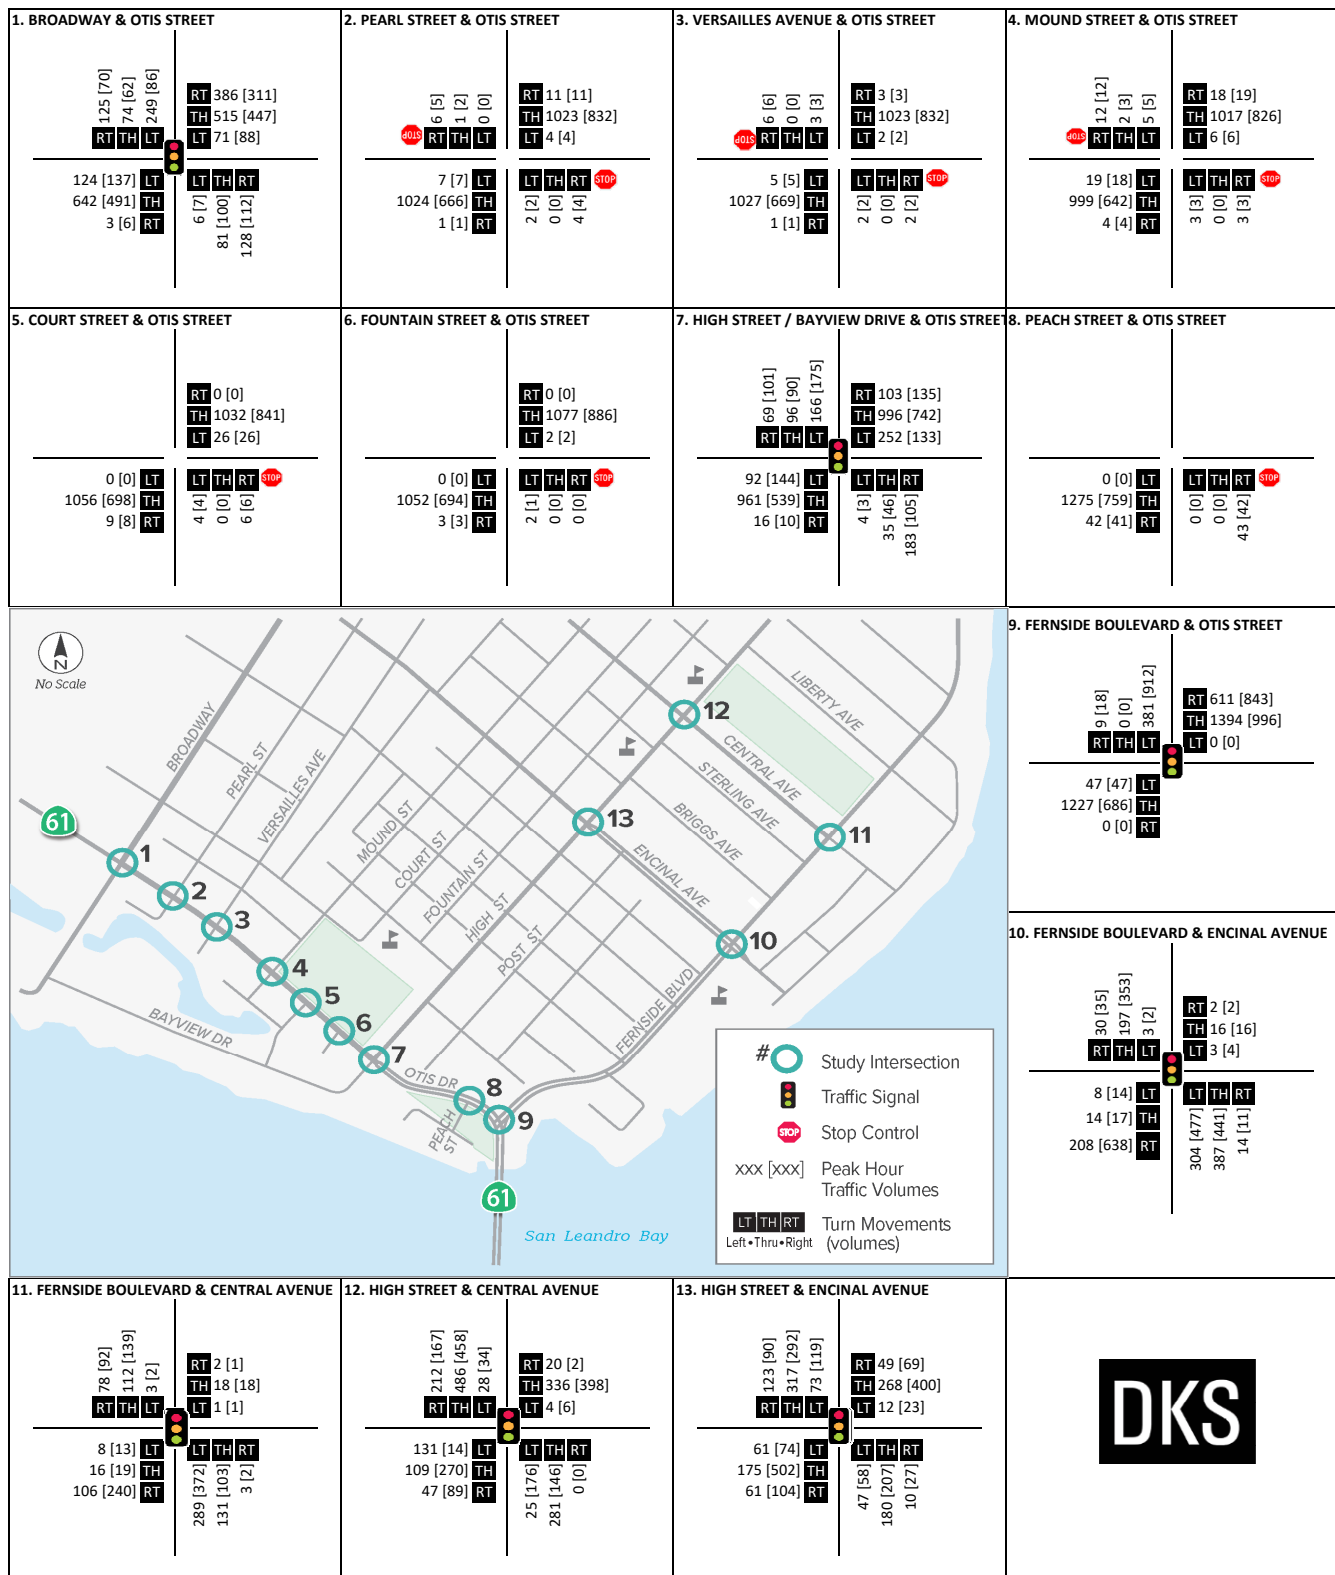 1. BROADWAY & OTIS STREET
125 [70]
74 [62]
249 [86]
RT TH LT
RT 386 [311]
TH 515 [447]
LT 71 [88]
124 [137] LT
642 [491] TH
3 [6] RT
LT TH RT
6 [7]
81 [100]
128 [112]
2. PEARL STREET & OTIS STREET
6 [5]
1 [2]
0 [0]
STOP RT TH LT
RT 11 [11]
TH 1023 [832]
LT 4 [4]
7 [7] LT
1024 [666] TH
1 [1] RT
LT TH RT STOP
2 [2]
0 [0]
4 [4]
3. VERSAILLES AVENUE & OTIS STREET
6 [6]
0 [0]
3 [3]
STOP RT TH LT
RT 3 [3]
TH 1023 [832]
LT 2 [2]
5 [5] LT
1027 [669] TH
1 [1] RT
LT TH RT STOP
2 [2]
0 [0]
2 [2]
4. MOUND STREET & OTIS STREET
12 [12]
2 [3]
5 [5]
STOP RT TH LT
RT 18 [19]
TH 1017 [826]
LT 6 [6]
19 [18] LT
999 [642] TH
4 [4] RT
LT TH RT STOP
3 [3]
0 [0]
3 [3]
5. COURT STREET & OTIS STREET
RT 0 [0]
TH 1032 [841]
LT 26 [26]
0 [0] LT
1056 [698] TH
9 [8] RT
LT TH RT STOP
4 [4]
0 [0]
6 [6]
6. FOUNTAIN STREET & OTIS STREET
RT 0 [0]
TH 1077 [886]
LT 2 [2]
0 [0] LT
1052 [694] TH
3 [3] RT
LT TH RT STOP
2 [1]
0 [0]
0 [0]
7. HIGH STREET / BAYVIEW DRIVE & OTIS STREET
69 [101]
96 [90]
166 [175]
RT TH LT
RT 103 [135]
TH 996 [742]
LT 252 [133]
92 [144] LT
961 [539] TH
16 [10] RT
LT TH RT
4 [3]
35 [46]
183 [105]
8. PEACH STREET & OTIS STREET
0 [0] LT
1275 [759] TH
42 [41] RT
LT TH RT STOP
0 [0]
0 [0]
43 [42]
N
No Scale
61
BROADWAY
PEARL ST
VERSAILLES AVE
MOUND ST
COURT ST
FOUNTAIN ST
HIGH ST
POST ST
LIBERTY AVE
CENTRAL AVE
STERLING AVE
BRIGGS AVE
ENCINAL AVE
FERNSIDE BLVD
BAYVIEW DR
OTIS DR
PEACH ST
1
2
3
4
5
6
7
8
9
10
11
12
13
61
San Leandro Bay
# Study Intersection
Traffic Signal
STOP Stop Control
xxx [xxx] Peak Hour
Traffic Volumes
LT TH RT Turn Movements
Left•Thru•Right (volumes)
9. FERNSIDE BOULEVARD & OTIS STREET
9 [18]
0 [0]
381 [912]
RT TH LT
RT 611 [843]
TH 1394 [996]
LT 0 [0]
47 [47] LT
1227 [686] TH
0 [0] RT
10. FERNSIDE BOULEVARD & ENCINAL AVENUE
30 [35]
197 [353]
3 [2]
RT TH LT
RT 2 [2]
TH 16 [16]
LT 3 [4]
8 [14] LT
14 [17] TH
208 [638] RT
LT TH RT
304 [477]
387 [441]
14 [11]
11. FERNSIDE BOULEVARD & CENTRAL AVENUE
78 [92]
112 [139]
3 [2]
RT TH LT
RT 2 [1]
TH 18 [18]
LT 1 [1]
8 [13] LT
16 [19] TH
106 [240] RT
LT TH RT
289 [372]
131 [103]
3 [2]
12. HIGH STREET & CENTRAL AVENUE
212 [167]
486 [458]
28 [34]
RT TH LT
RT 20 [2]
TH 336 [398]
LT 4 [6]
131 [14] LT
109 [270] TH
47 [89] RT
LT TH RT
25 [176]
281 [146]
0 [0]
13. HIGH STREET & ENCINAL AVENUE
123 [90]
317 [292]
73 [119]
RT TH LT
RT 49 [69]
TH 268 [400]
LT 12 [23]
61 [74] LT
175 [502] TH
61 [104] RT
LT TH RT
47 [58]
180 [207]
10 [27]
DKS